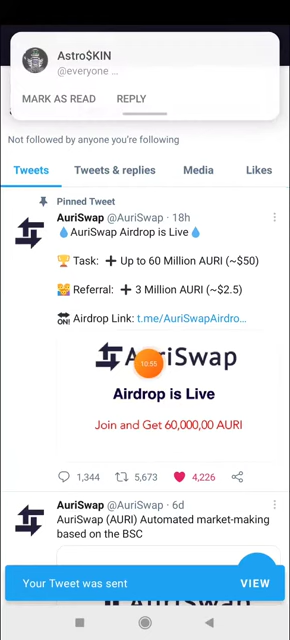 Astro$KIN
@everyone ...
MARK AS READ REPLY
Not followed by anyone you're following
Tweets Tweets & replies Media Likes
Pinned Tweet
AuriSwap @AuriSwap · 18h
💧AuriSwap Airdrop is Live💧
🏆 Task: ➕ Up to 60 Million AURI (~$50)
👪 Referral: ➕ 3 Million AURI (~$2.5)
🔛 Airdrop Link: t.me/AuriSwapAirdro...
AuriSwap
10:55
Airdrop is Live
Join and Get 60,000,00 AURI
1,344 5,673 4,226
AuriSwap @AuriSwap · 6d
AuriSwap (AURI) Automated market-making
based on the BSC
Your Tweet was sent VIEW